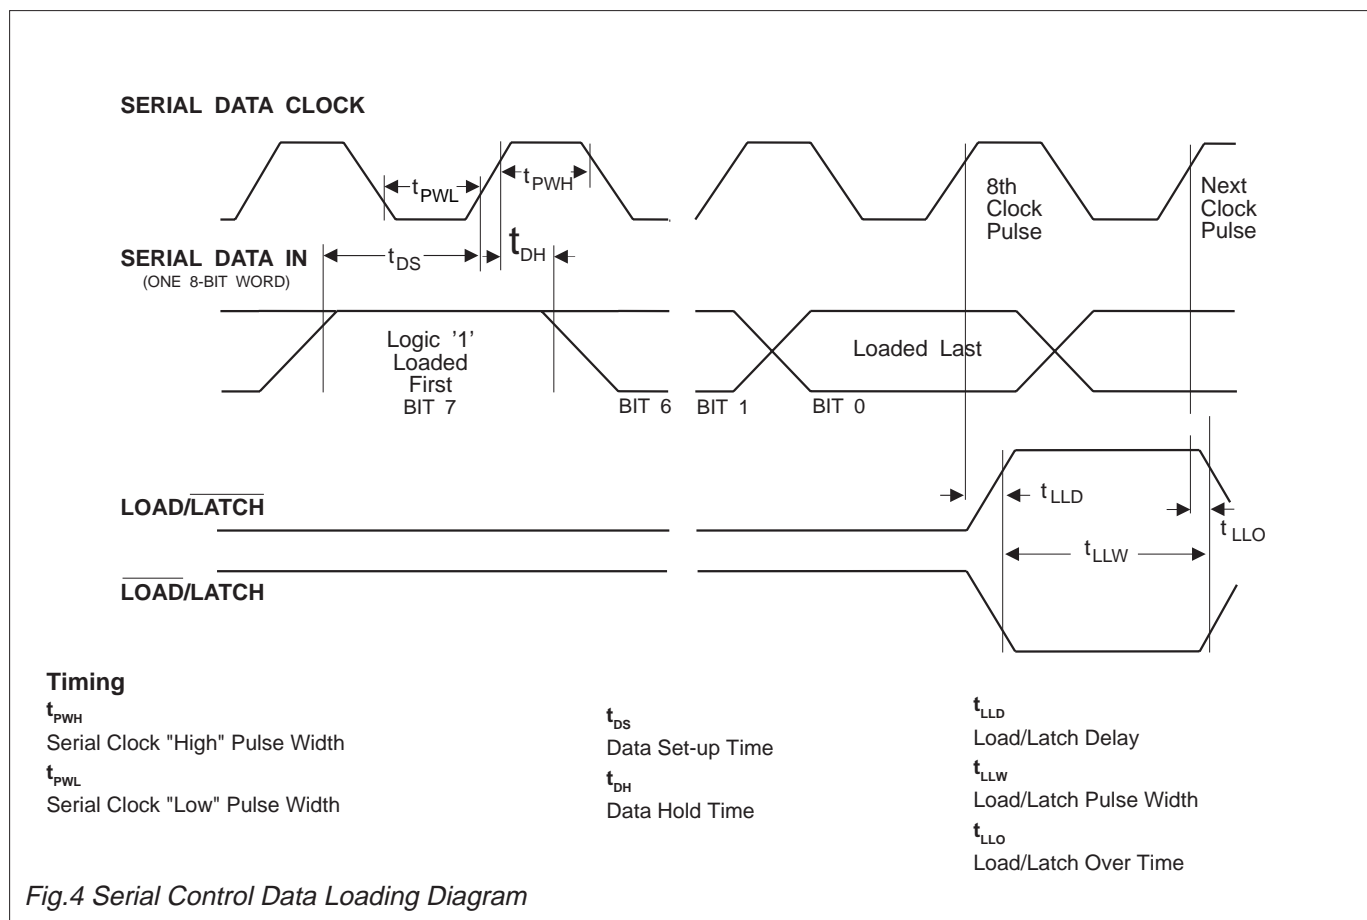 SERIAL DATA CLOCK
tPWL
tPWH
8th
Clock
Pulse
Next
Clock
Pulse
SERIAL DATA IN
(ONE 8-BIT WORD)
tDS
tDH
Logic '1'
Loaded
First
BIT 7
BIT 6
BIT 1
BIT 0
Loaded Last
LOAD/LATCH
tLLD
tLLO
tLLW
LOAD/LATCH
Timing
tPWH
Serial Clock "High" Pulse Width
tPWL
Serial Clock "Low" Pulse Width
tDS
Data Set-up Time
tDH
Data Hold Time
tLLD
Load/Latch Delay
tLLW
Load/Latch Pulse Width
tLLO
Load/Latch Over Time
Fig.4 Serial Control Data Loading Diagram